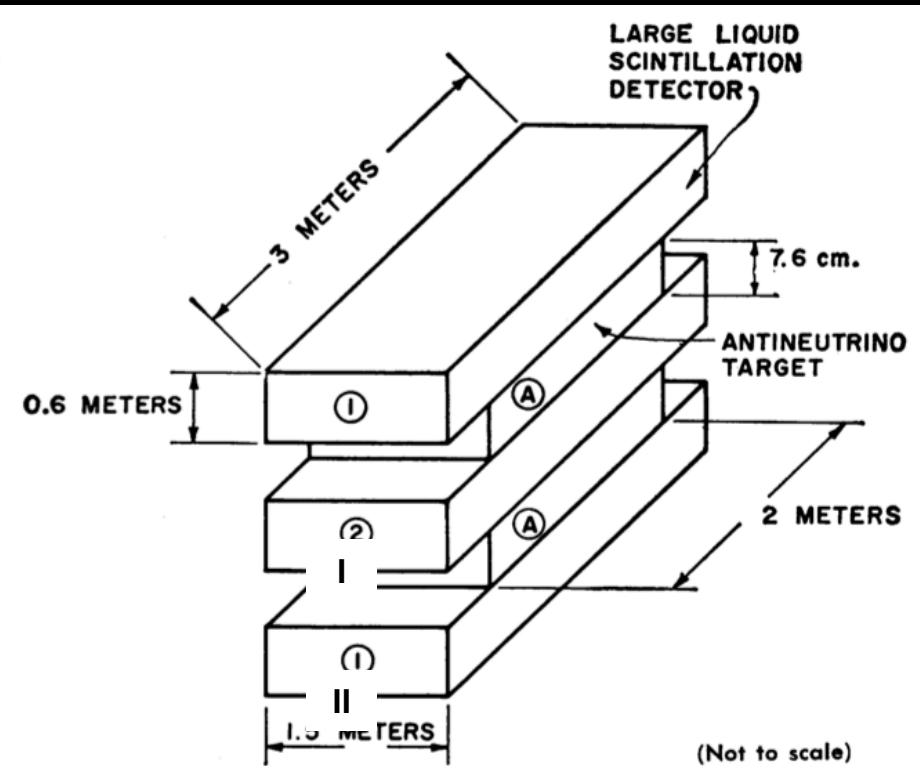 LARGE LIQUID
SCINTILLATION
DETECTOR
3 METERS
7.6 cm.
ANTINEUTRINO
TARGET
0.6 METERS
1
A
2
A
2 METERS
I
1
II
METERS
(Not to scale)